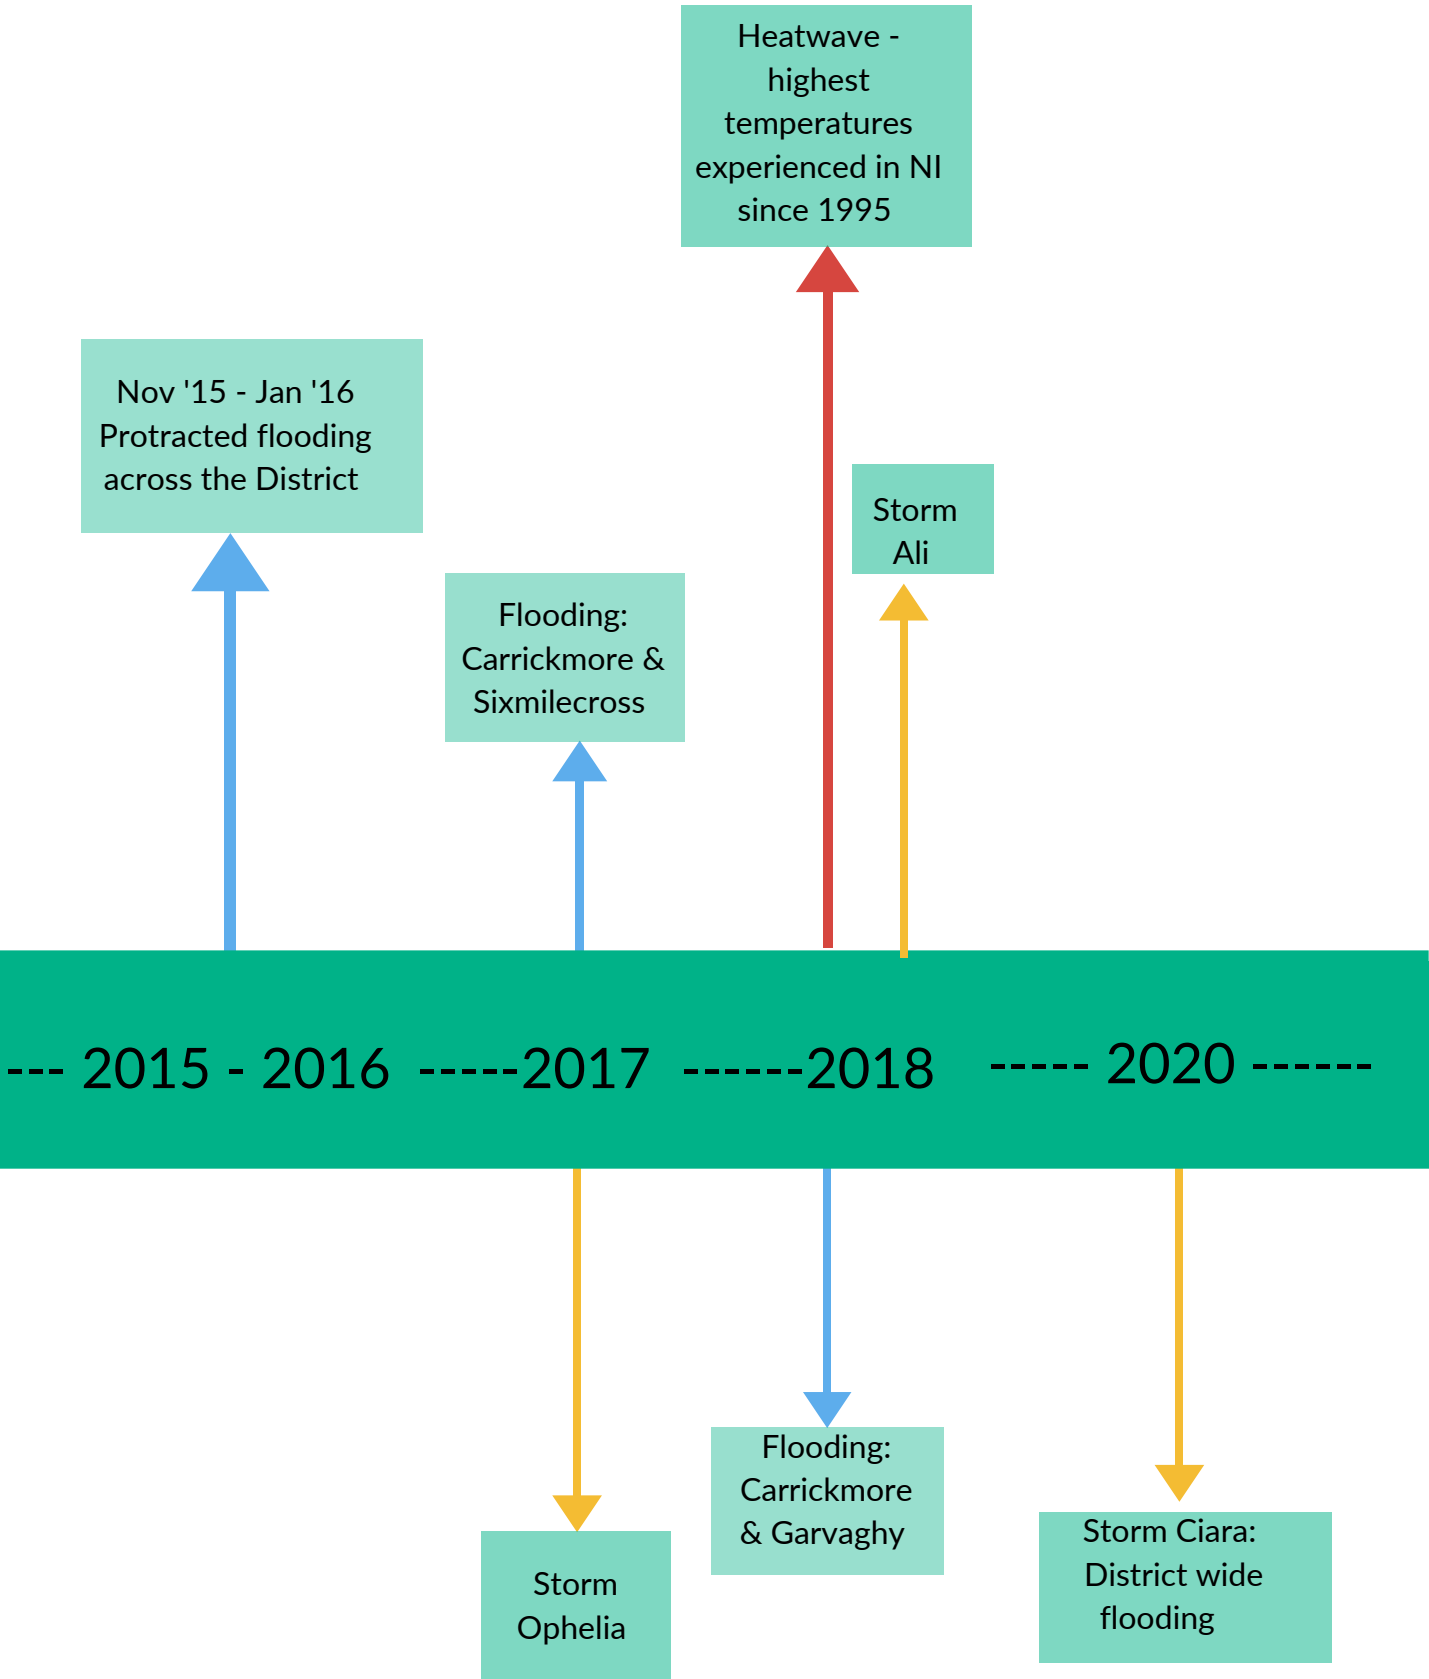 Heatwave -
highest
temperatures
experienced in NI
since 1995
Nov '15 - Jan '16
Protracted flooding
across the District
Storm
Ali
Flooding:
Carrickmore &
Sixmilecross
--- 2015 - 2016 -----2017 ------2018 ----- 2020 ------
Flooding:
Carrickmore
& Garvaghy
Storm Ciara:
District wide
flooding
Storm
Ophelia